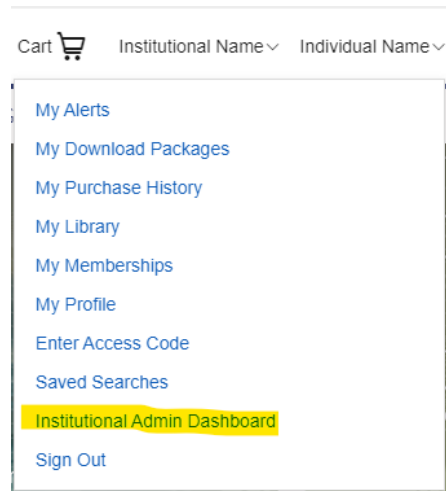 Cart Institutional Name Individual Name
My Alerts
My Download Packages
My Purchase History
My Library
My Memberships
My Profile
Enter Access Code
Saved Searches
Institutional Admin Dashboard
Sign Out